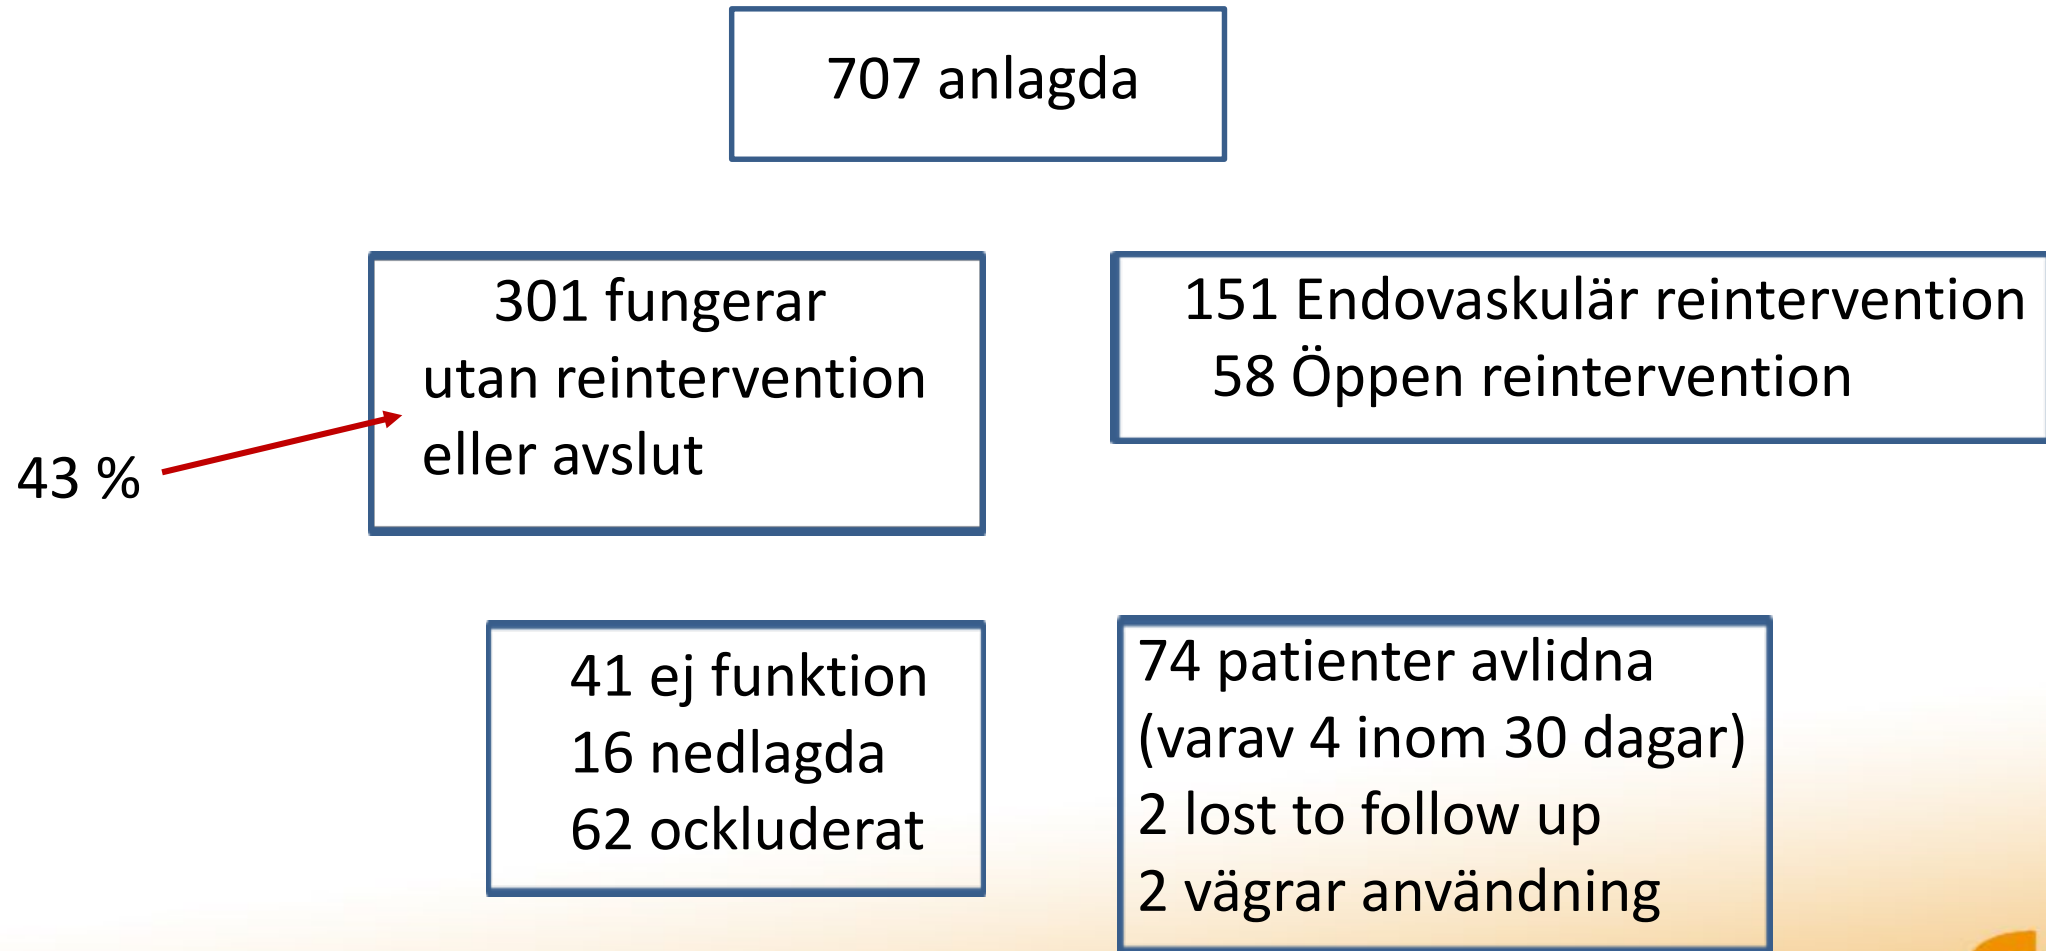 707 anlagda
301 fungerar
utan reintervention
eller avslut
43 %
151 Endovaskulär reintervention
58 Öppen reintervention
41 ej funktion
16 nedlagda
62 ockluderat
74 patienter avlidna
(varav 4 inom 30 dagar)
2 lost to follow up
2 vägrar användning